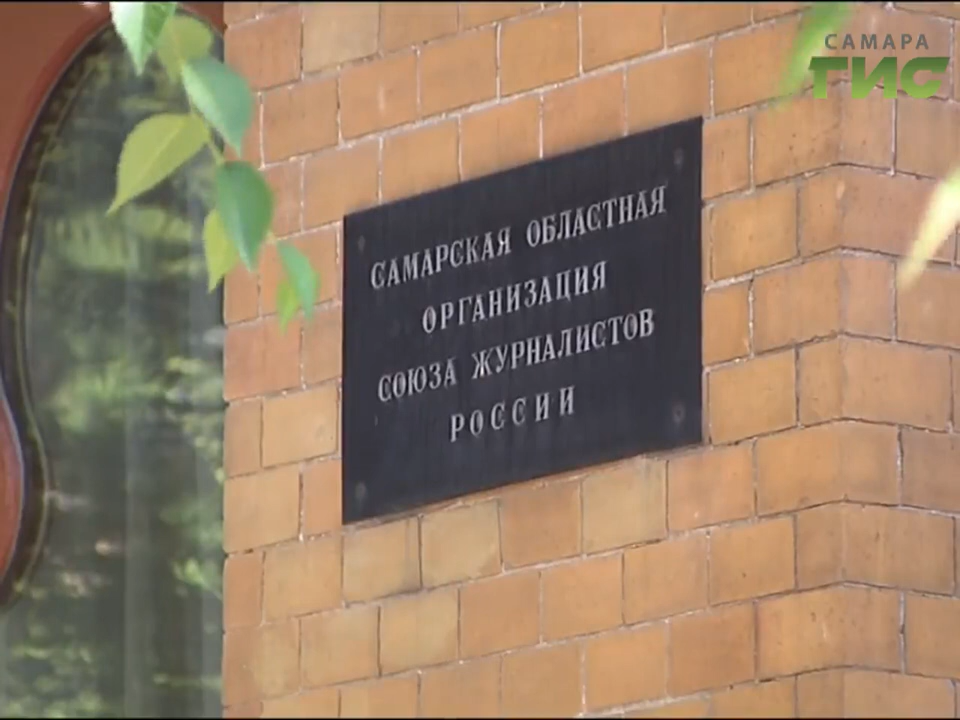 САМАРА
ГИС
САМАРСКАЯ ОБЛАСТНАЯ
ОРГАНИЗАЦИЯ
СОЮЗА ЖУРНАЛИСТОВ
РОССИИ